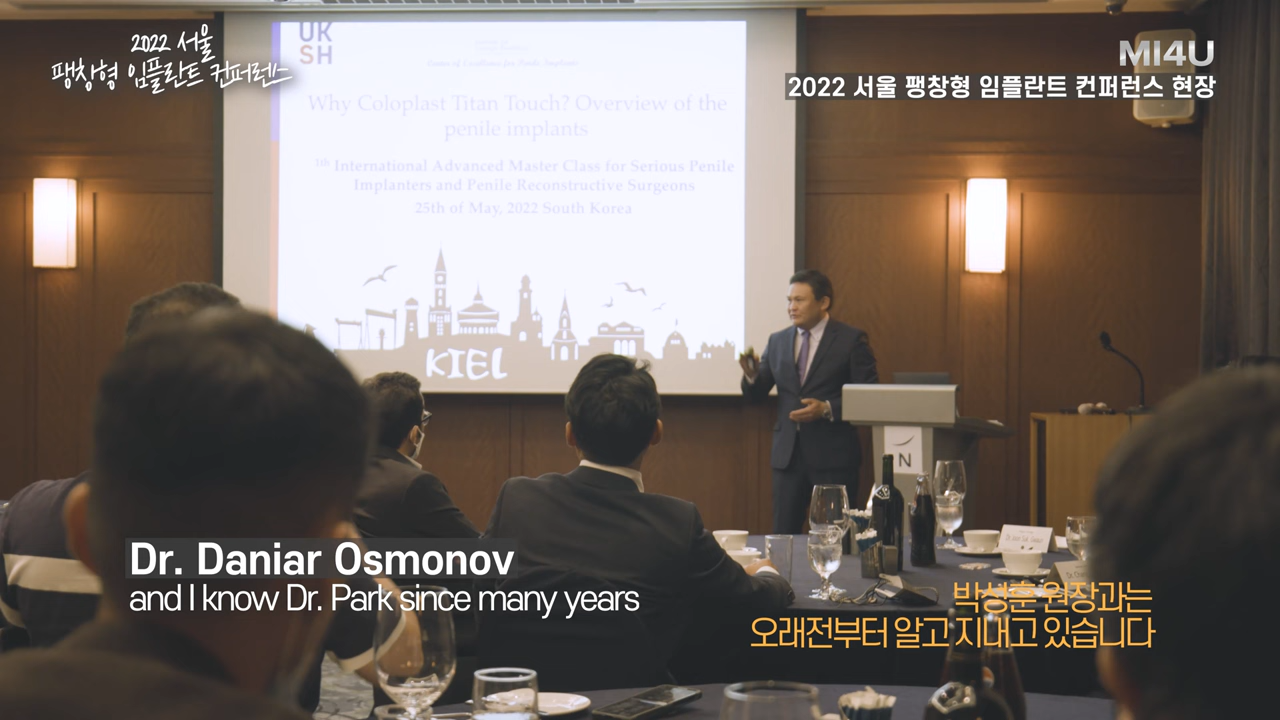 2022 서울
팽창형 임플란트 컨퍼런스
MI4U
2022 서울 팽창형 임플란트 컨퍼런스 현장
UK
SH
Why Coloplast Titan Touch? Overview of the
penile implants
7th International Advanced Master Class for Serious Penile
Implanters and Penile Reconstructive Surgeons
25th of May, 2022 South Korea
KIEL
N
Dr. Daniar Osmonov
and I know Dr. Park since many years
박성훈 원장과는
오래전부터 알고 지내고 있습니다